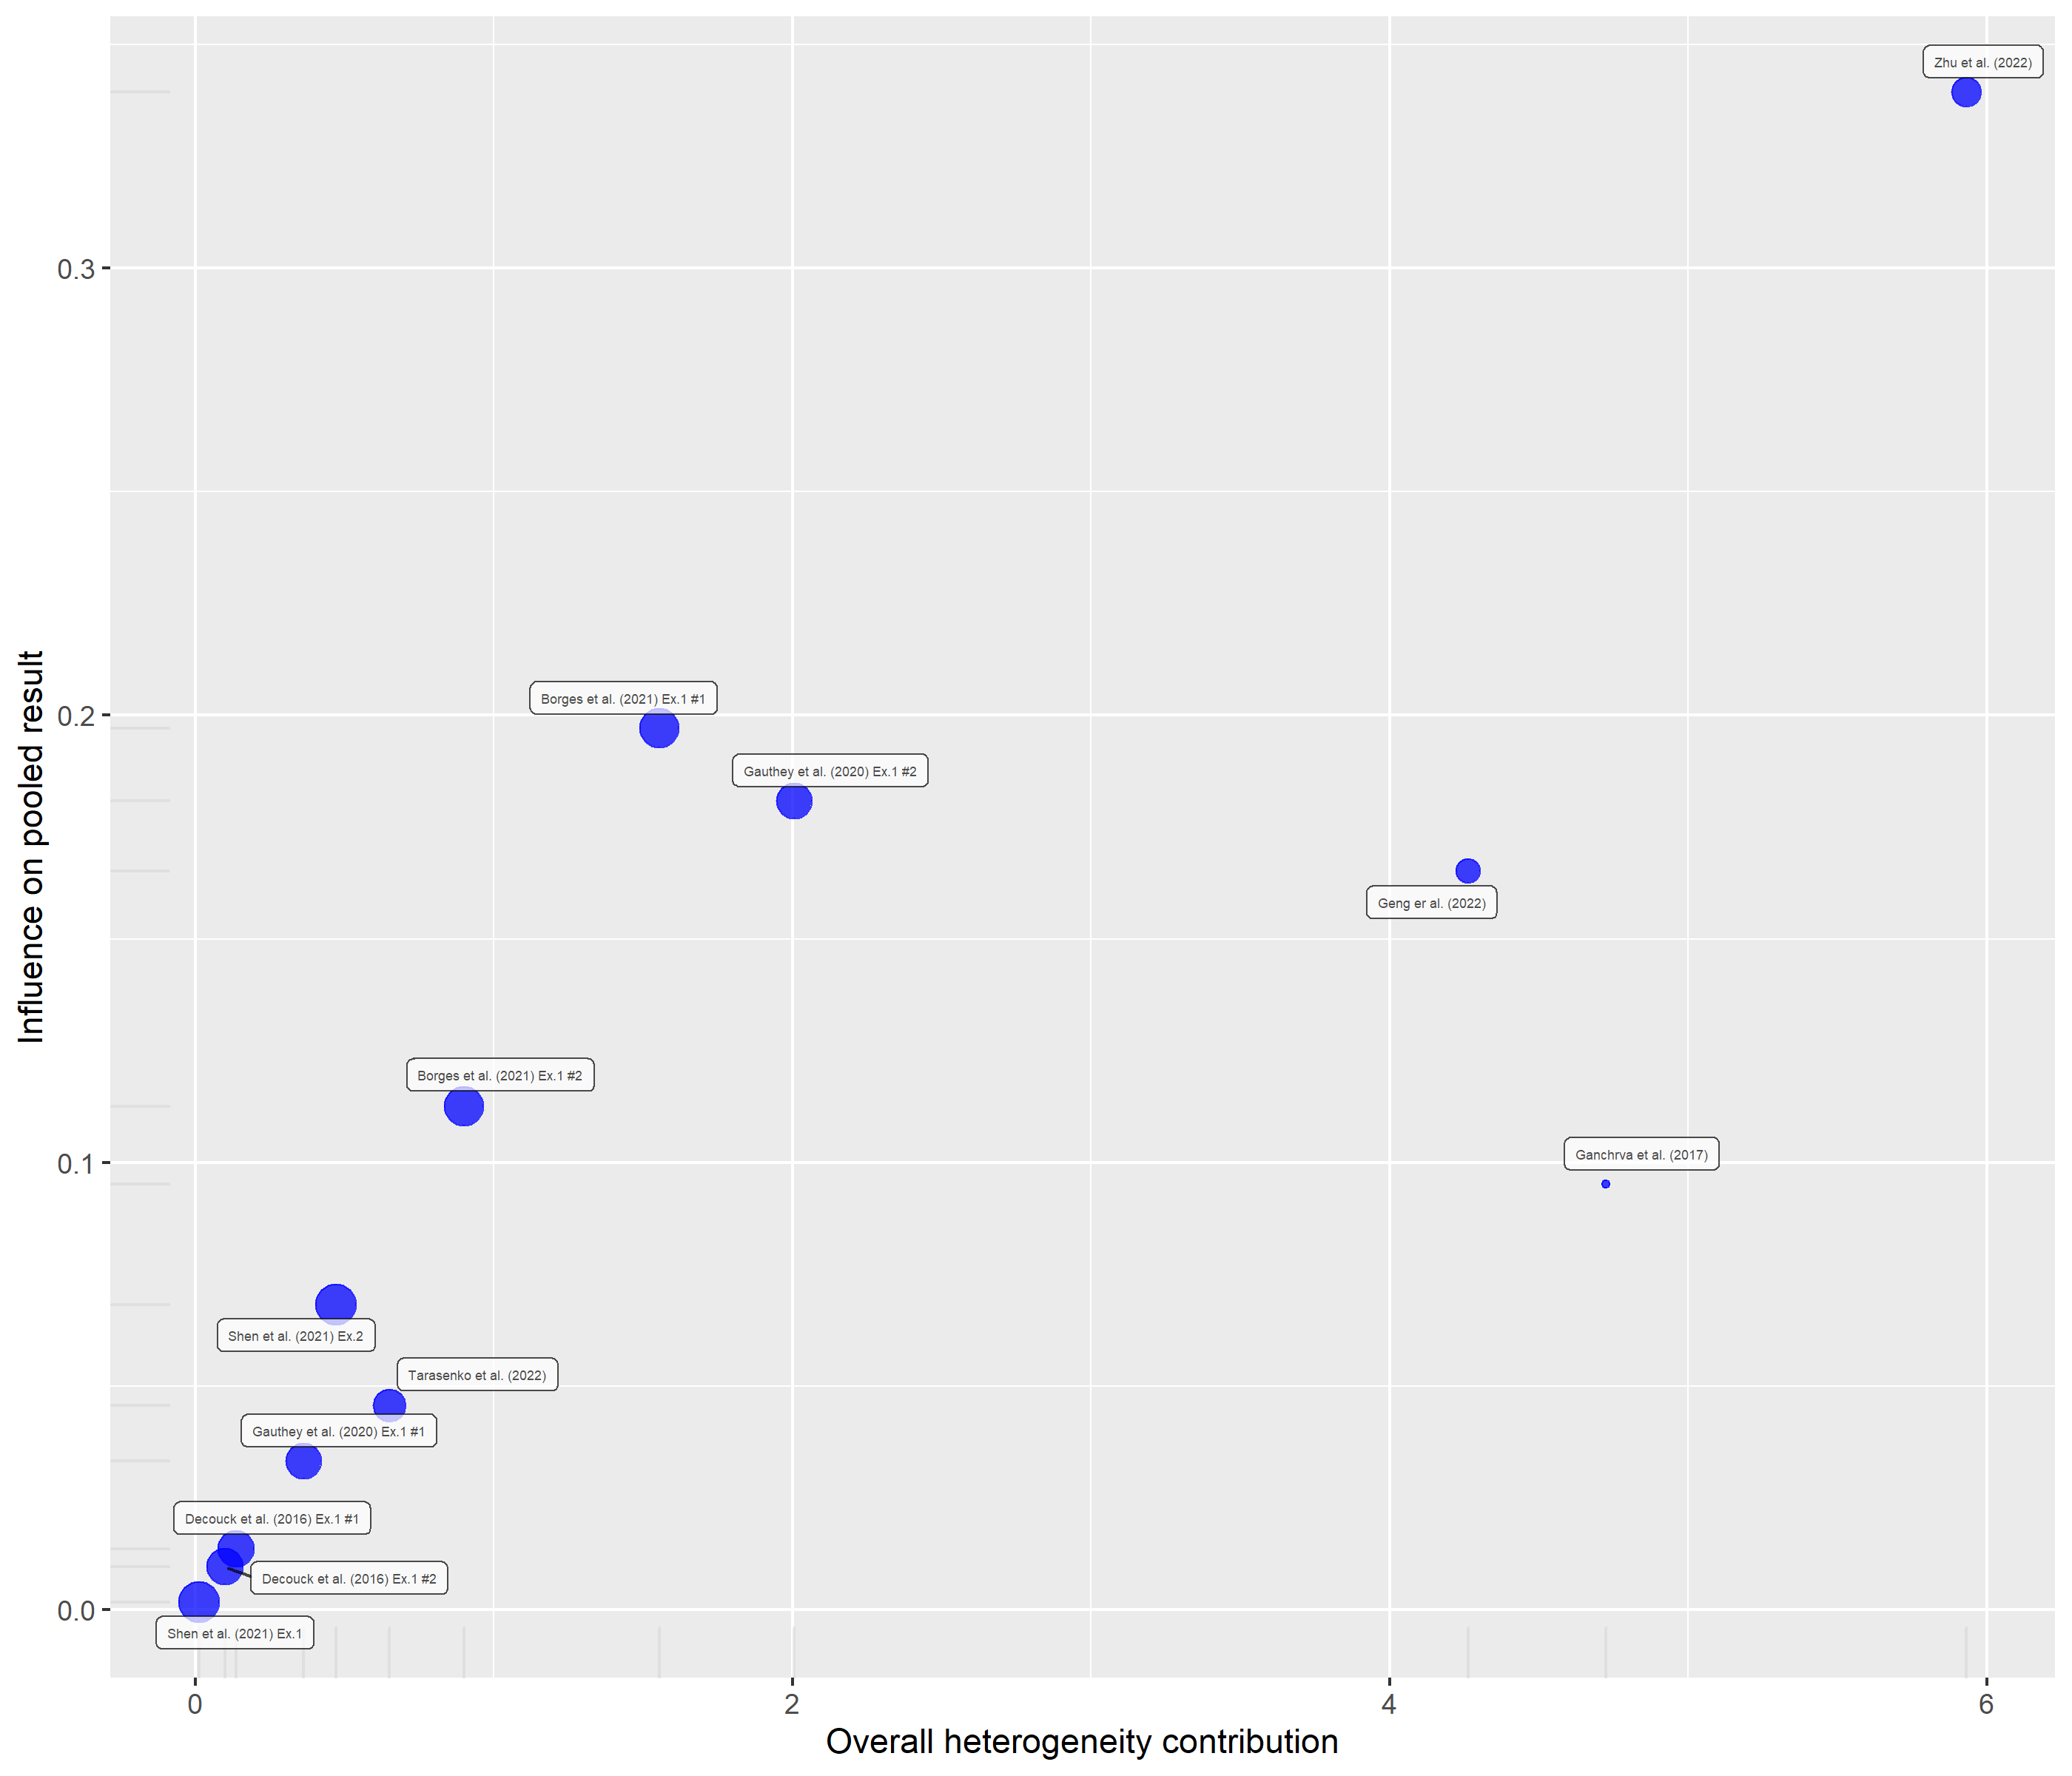 Zhu et al. (2022)
0.3
Borges et al. (2021) Ex.1 #1
0.2
Gauthey et al. (2020) Ex.1 #2
Geng er al. (2022)
Influence on pooled result
Borges et al. (2021) Ex.1 #2
Ganchrva et al. (2017)
0.1
Shen et al. (2021) Ex.2
Tarasenko et al. (2022)
Gauthey et al. (2020) Ex.1 #1
Decouck et al. (2016) Ex.1 #1
Decouck et al. (2016) Ex.1 #2
0.0
Shen et al. (2021) Ex.1
0 2 4 6
Overall heterogeneity contribution